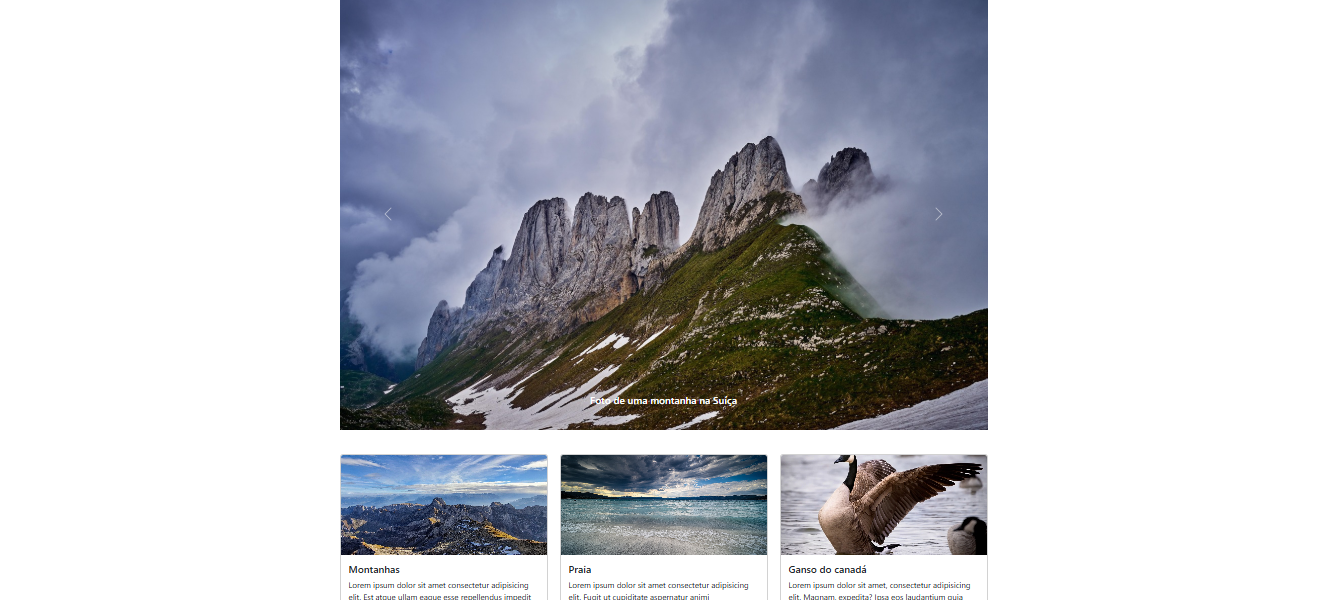 Foto de uma montanha na Suíça
Montanhas
Lorem ipsum dolor sit amet consectetur adipisicing
elit. Est atque ullam eaque esse repellendus impedit
Praia
Lorem ipsum dolor sit amet consectetur adipisicing
elit. Fugit ut cupiditate aspernatur animi
Ganso do canadá
Lorem ipsum dolor sit amet, consectetur adipisicing
elit. Magnam, expedita? Ipsa eos laudantium quia